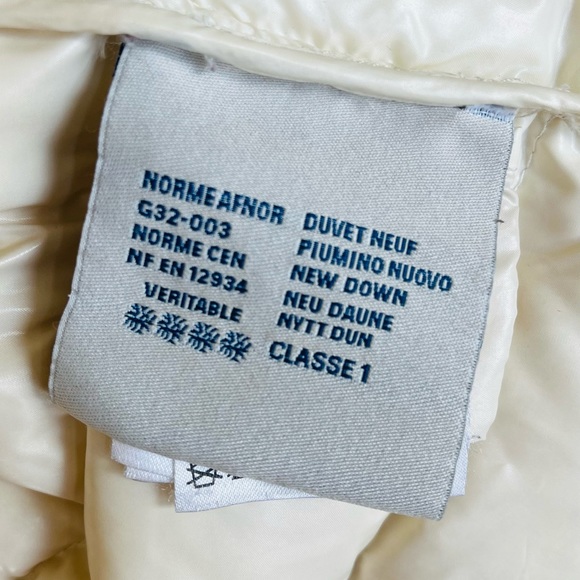 NORME AFNOR
G32-003
NORME CEN
NF EN 12934
VERITABLE
DUVET NEUF
PIUMINO NUOVO
NEW DOWN
NEU DAUNE
NYTT DUN
CLASSE 1